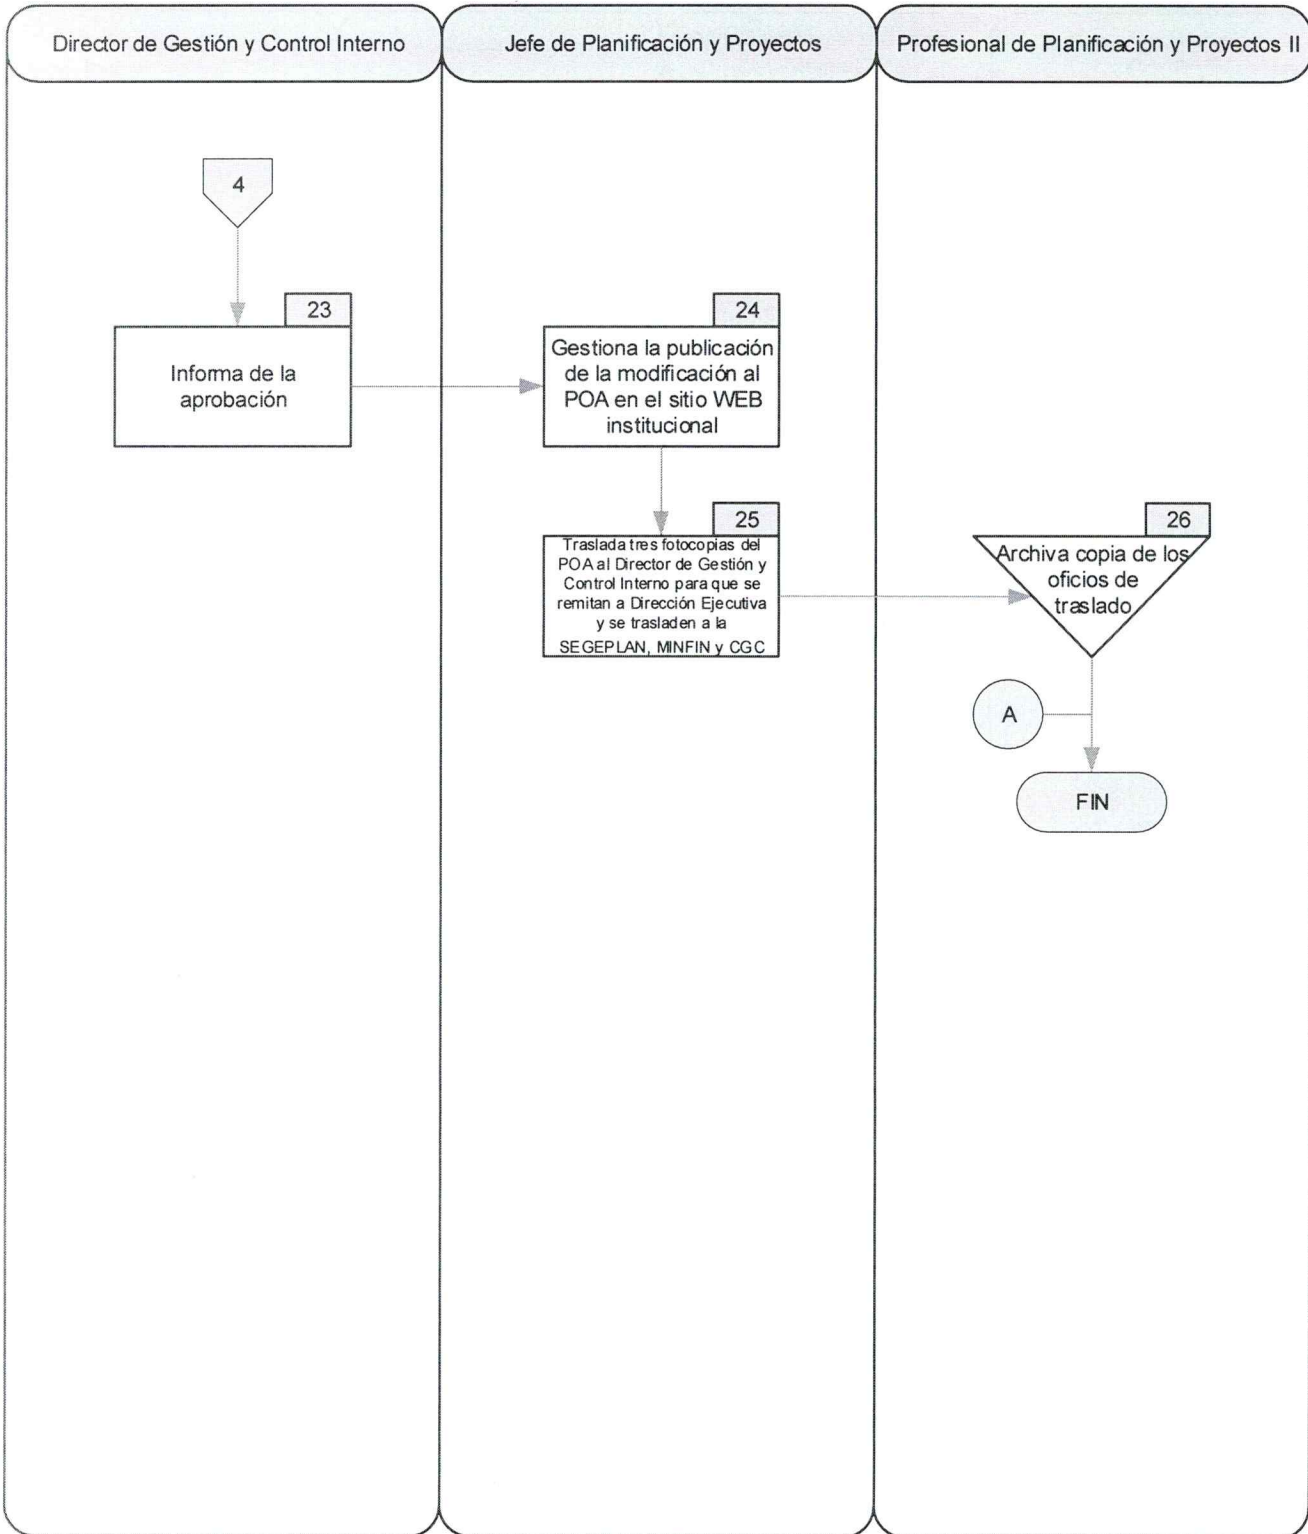 Director de Gestión y Control Interno
Jefe de Planificación y Proyectos
Profesional de Planificación y Proyectos II
4
23
Informa de la
aprobación
24
Gestiona la publicación
de la modificación al
POA en el sitio WEB
institucional
25
Traslada tres fotocopias del
POA al Director de Gestión y
Control Interno para que se
remitan a Dirección Ejecutiva
y se trasladen a la
SEGEPLAN, MINFIN y CGC
26
Archiva copia de los
oficios de
traslado
A
FIN